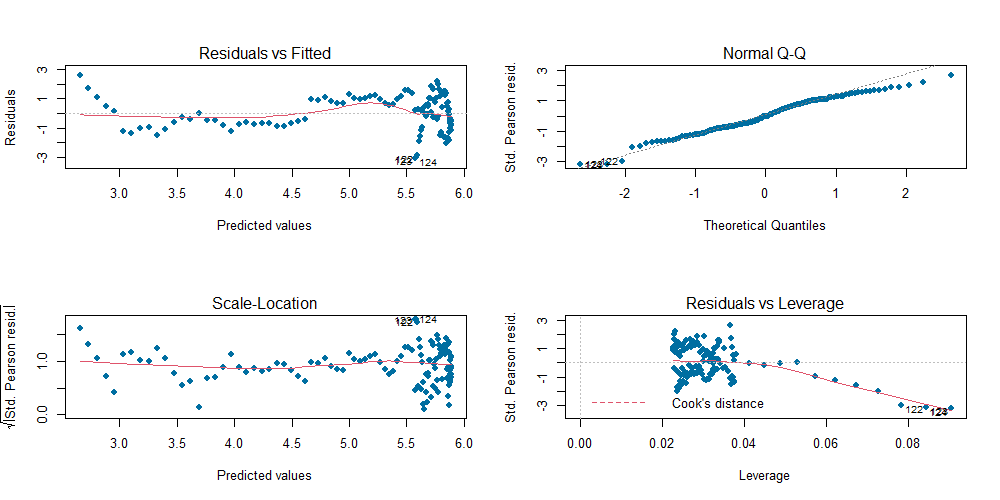 Residuals vs Fitted
Residuals
-3 -1 1 3
122
123
124
3.0 3.5 4.0 4.5 5.0 5.5 6.0
Predicted values
Normal Q-Q
Std. Pearson resid.
-3 -1 1 3
122
-2 -1 0 1 2
Theoretical Quantiles
Scale-Location
√|Std. Pearson resid.|
0.0 1.0
123
122
124
3.0 3.5 4.0 4.5 5.0 5.5 6.0
Predicted values
Residuals vs Leverage
Std. Pearson resid.
-3 -1 1 3
Cook's distance
122
0.00 0.02 0.04 0.06 0.08
Leverage